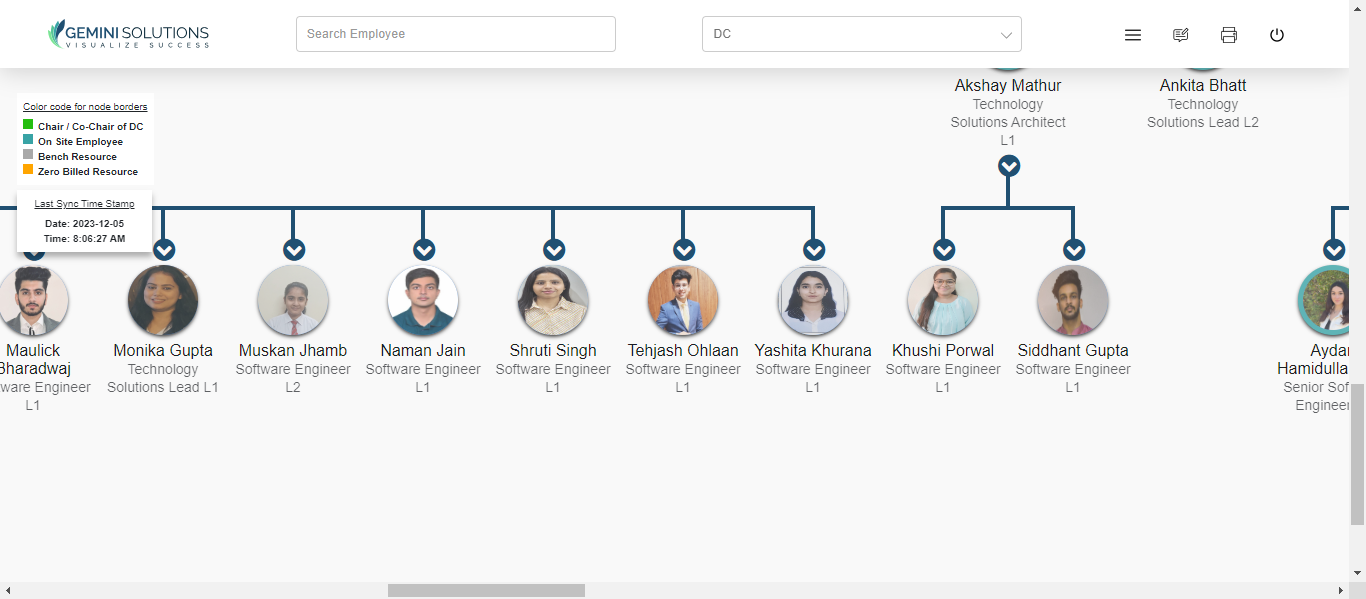 GEMINI SOLUTIONS
VISUALIZE SUCCESS
Search Employee
DC
Color code for node borders
Chair / Co-Chair of DC
On Site Employee
Bench Resource
Zero Billed Resource
Last Sync Time Stamp
Date: 2023-12-05
Time: 8:06:27 AM
Akshay Mathur
Technology
Solutions Architect
L1
Ankita Bhatt
Technology
Solutions Lead L2
Maulick
Bharadwaj
ware Engineer
L1
Monika Gupta
Technology
Solutions Lead L1
Muskan Jhamb
Software Engineer
L2
Naman Jain
Software Engineer
L1
Shruti Singh
Software Engineer
L1
Tehjash Ohlaan
Software Engineer
L1
Yashita Khurana
Software Engineer
L1
Khushi Porwal
Software Engineer
L1
Siddhant Gupta
Software Engineer
L1
Aydar
Hamidulla
Senior Sof
Engineer